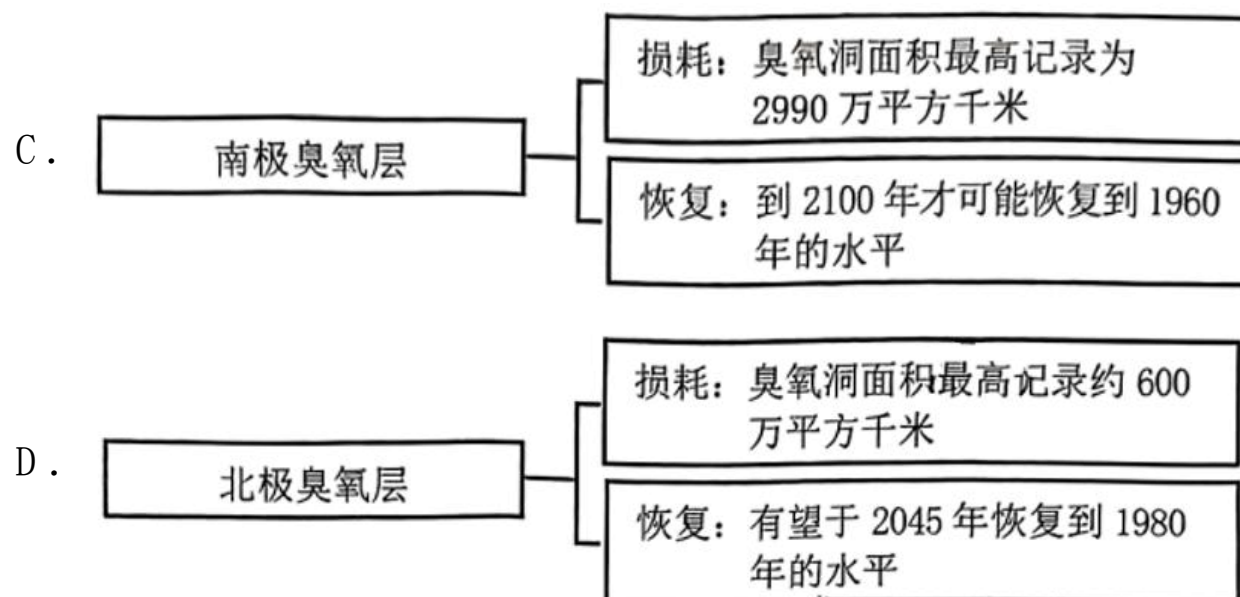 C.
南极臭氧层
损耗：臭氧洞面积最高记录为
2990 万平方千米
恢复：到 2100 年才可能恢复到 1960
年的水平
D.
北极臭氧层
损耗：臭氧洞面积最高记录约 600
万平方千米
恢复：有望于 2045 年恢复到 1980
年的水平